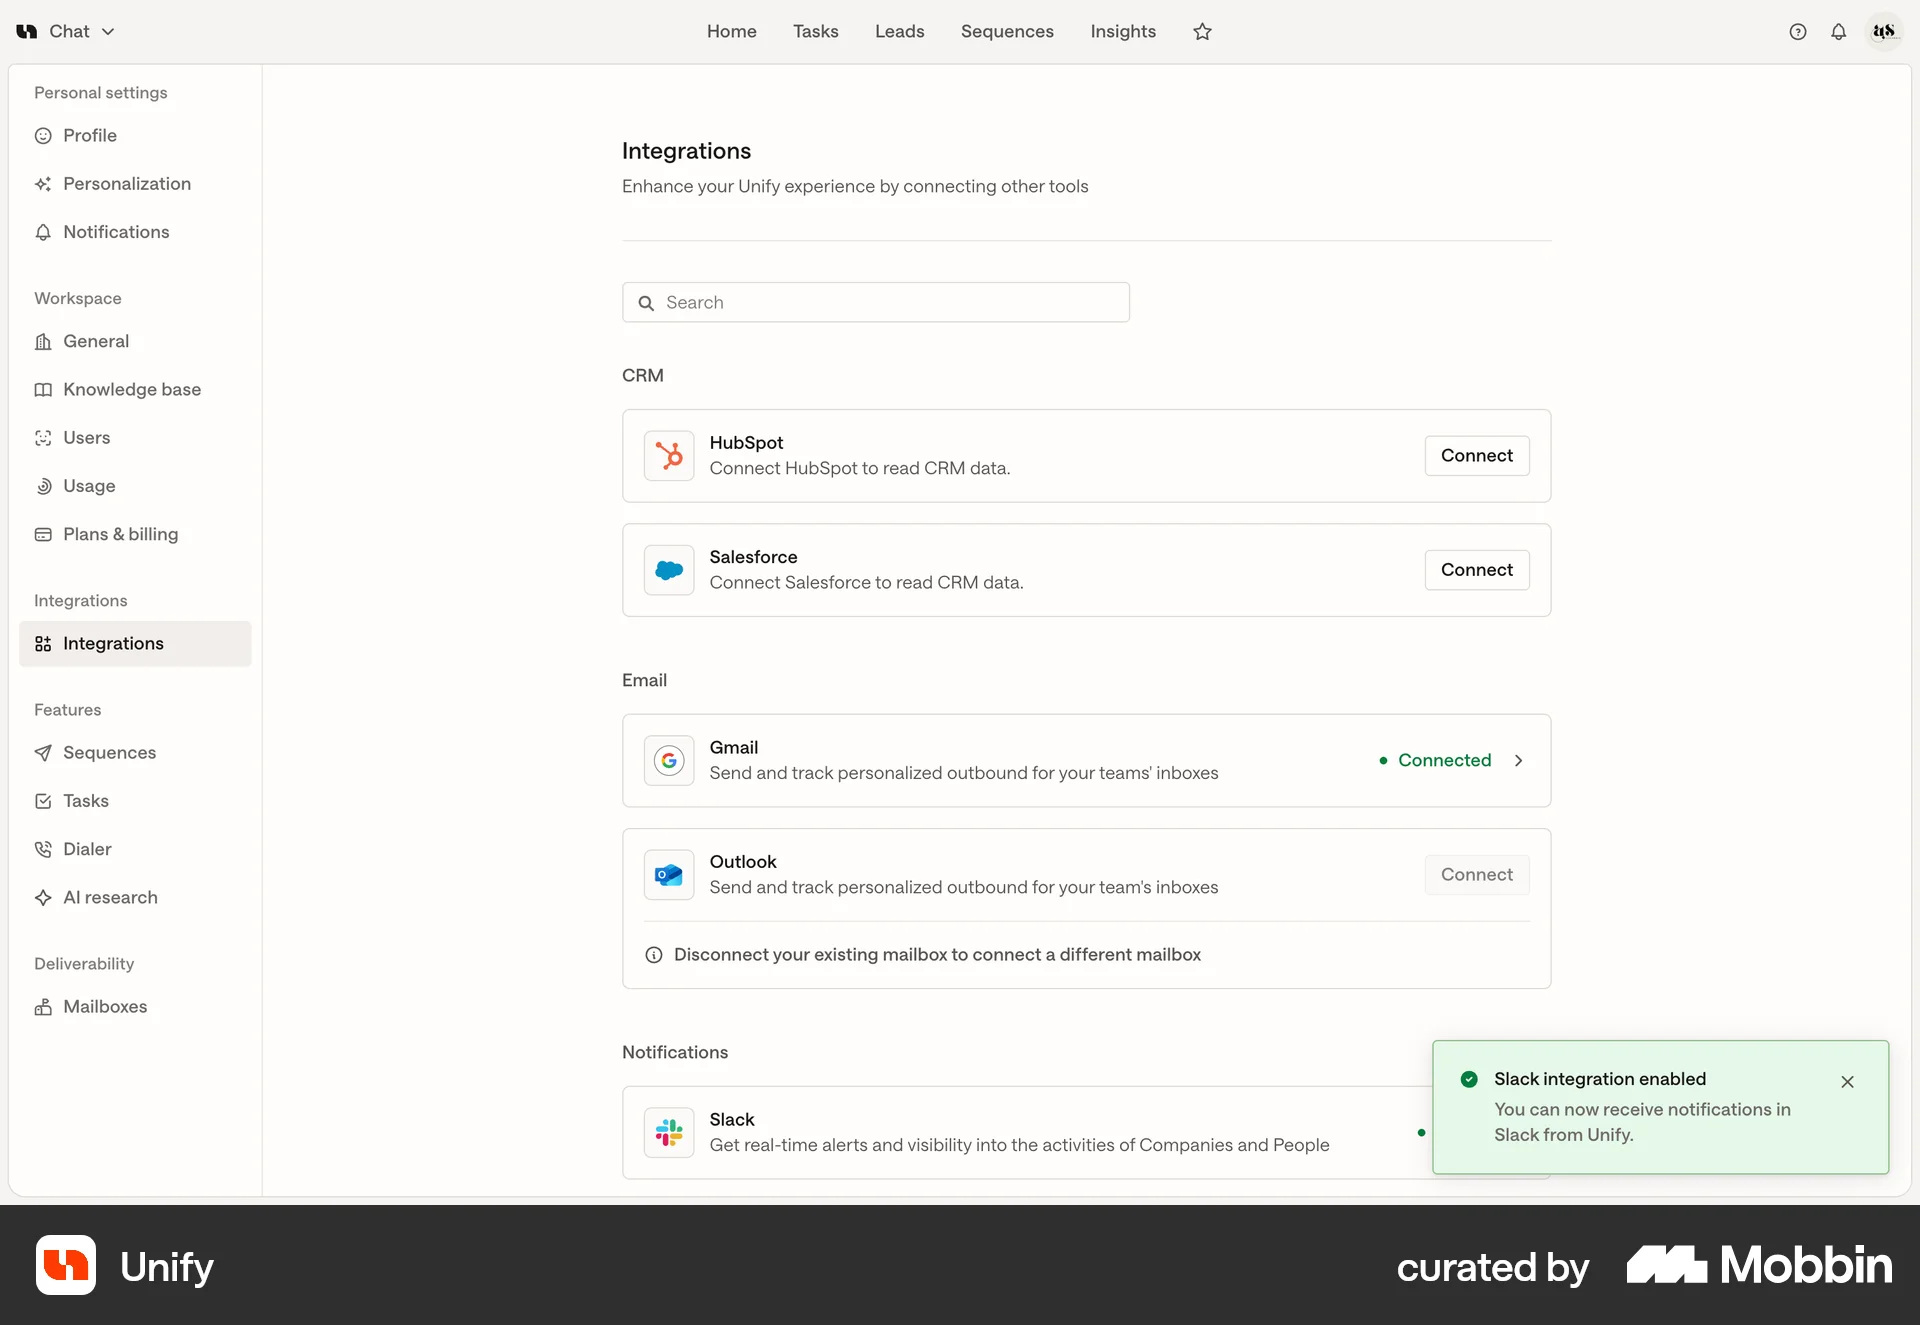 Chat
Home
Tasks
Leads
Sequences
Insights
Personal settings
Profile
Personalization
Notifications
Workspace
General
Knowledge base
Users
Usage
Plans & billing
Integrations
Integrations
Features
Sequences
Tasks
Dialer
AI research
Deliverability
Mailboxes
Integrations
Enhance your Unify experience by connecting other tools
Search
CRM
HubSpot
Connect HubSpot to read CRM data.
Connect
Salesforce
Connect Salesforce to read CRM data.
Connect
Email
Gmail
Send and track personalized outbound for your teams' inboxes
Connected
Outlook
Send and track personalized outbound for your team's inboxes
Connect
Disconnect your existing mailbox to connect a different mailbox
Notifications
Slack
Get real-time alerts and visibility into the activities of Companies and People
Slack integration enabled
You can now receive notifications in
Slack from Unify.
Unify
curated by
Mobbin